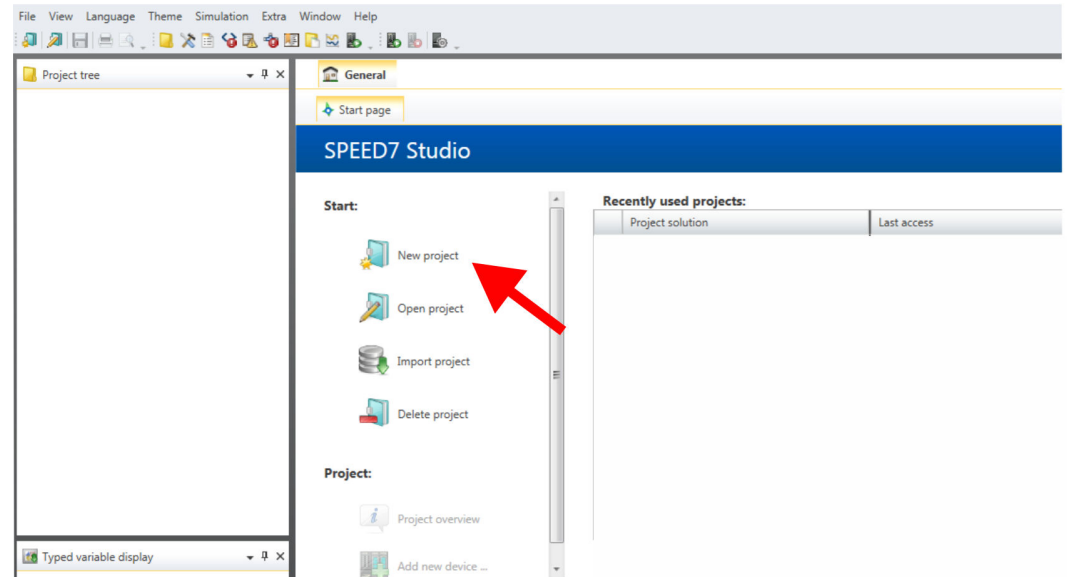 File View Language Theme Simulation Extra Window Help
Project tree
General
Start page
SPEED7 Studio
Start:
New project
Open project
Import project
Delete project
Project:
Project overview
Add new device ...
Recently used projects:
Project solution Last access
Typed variable display